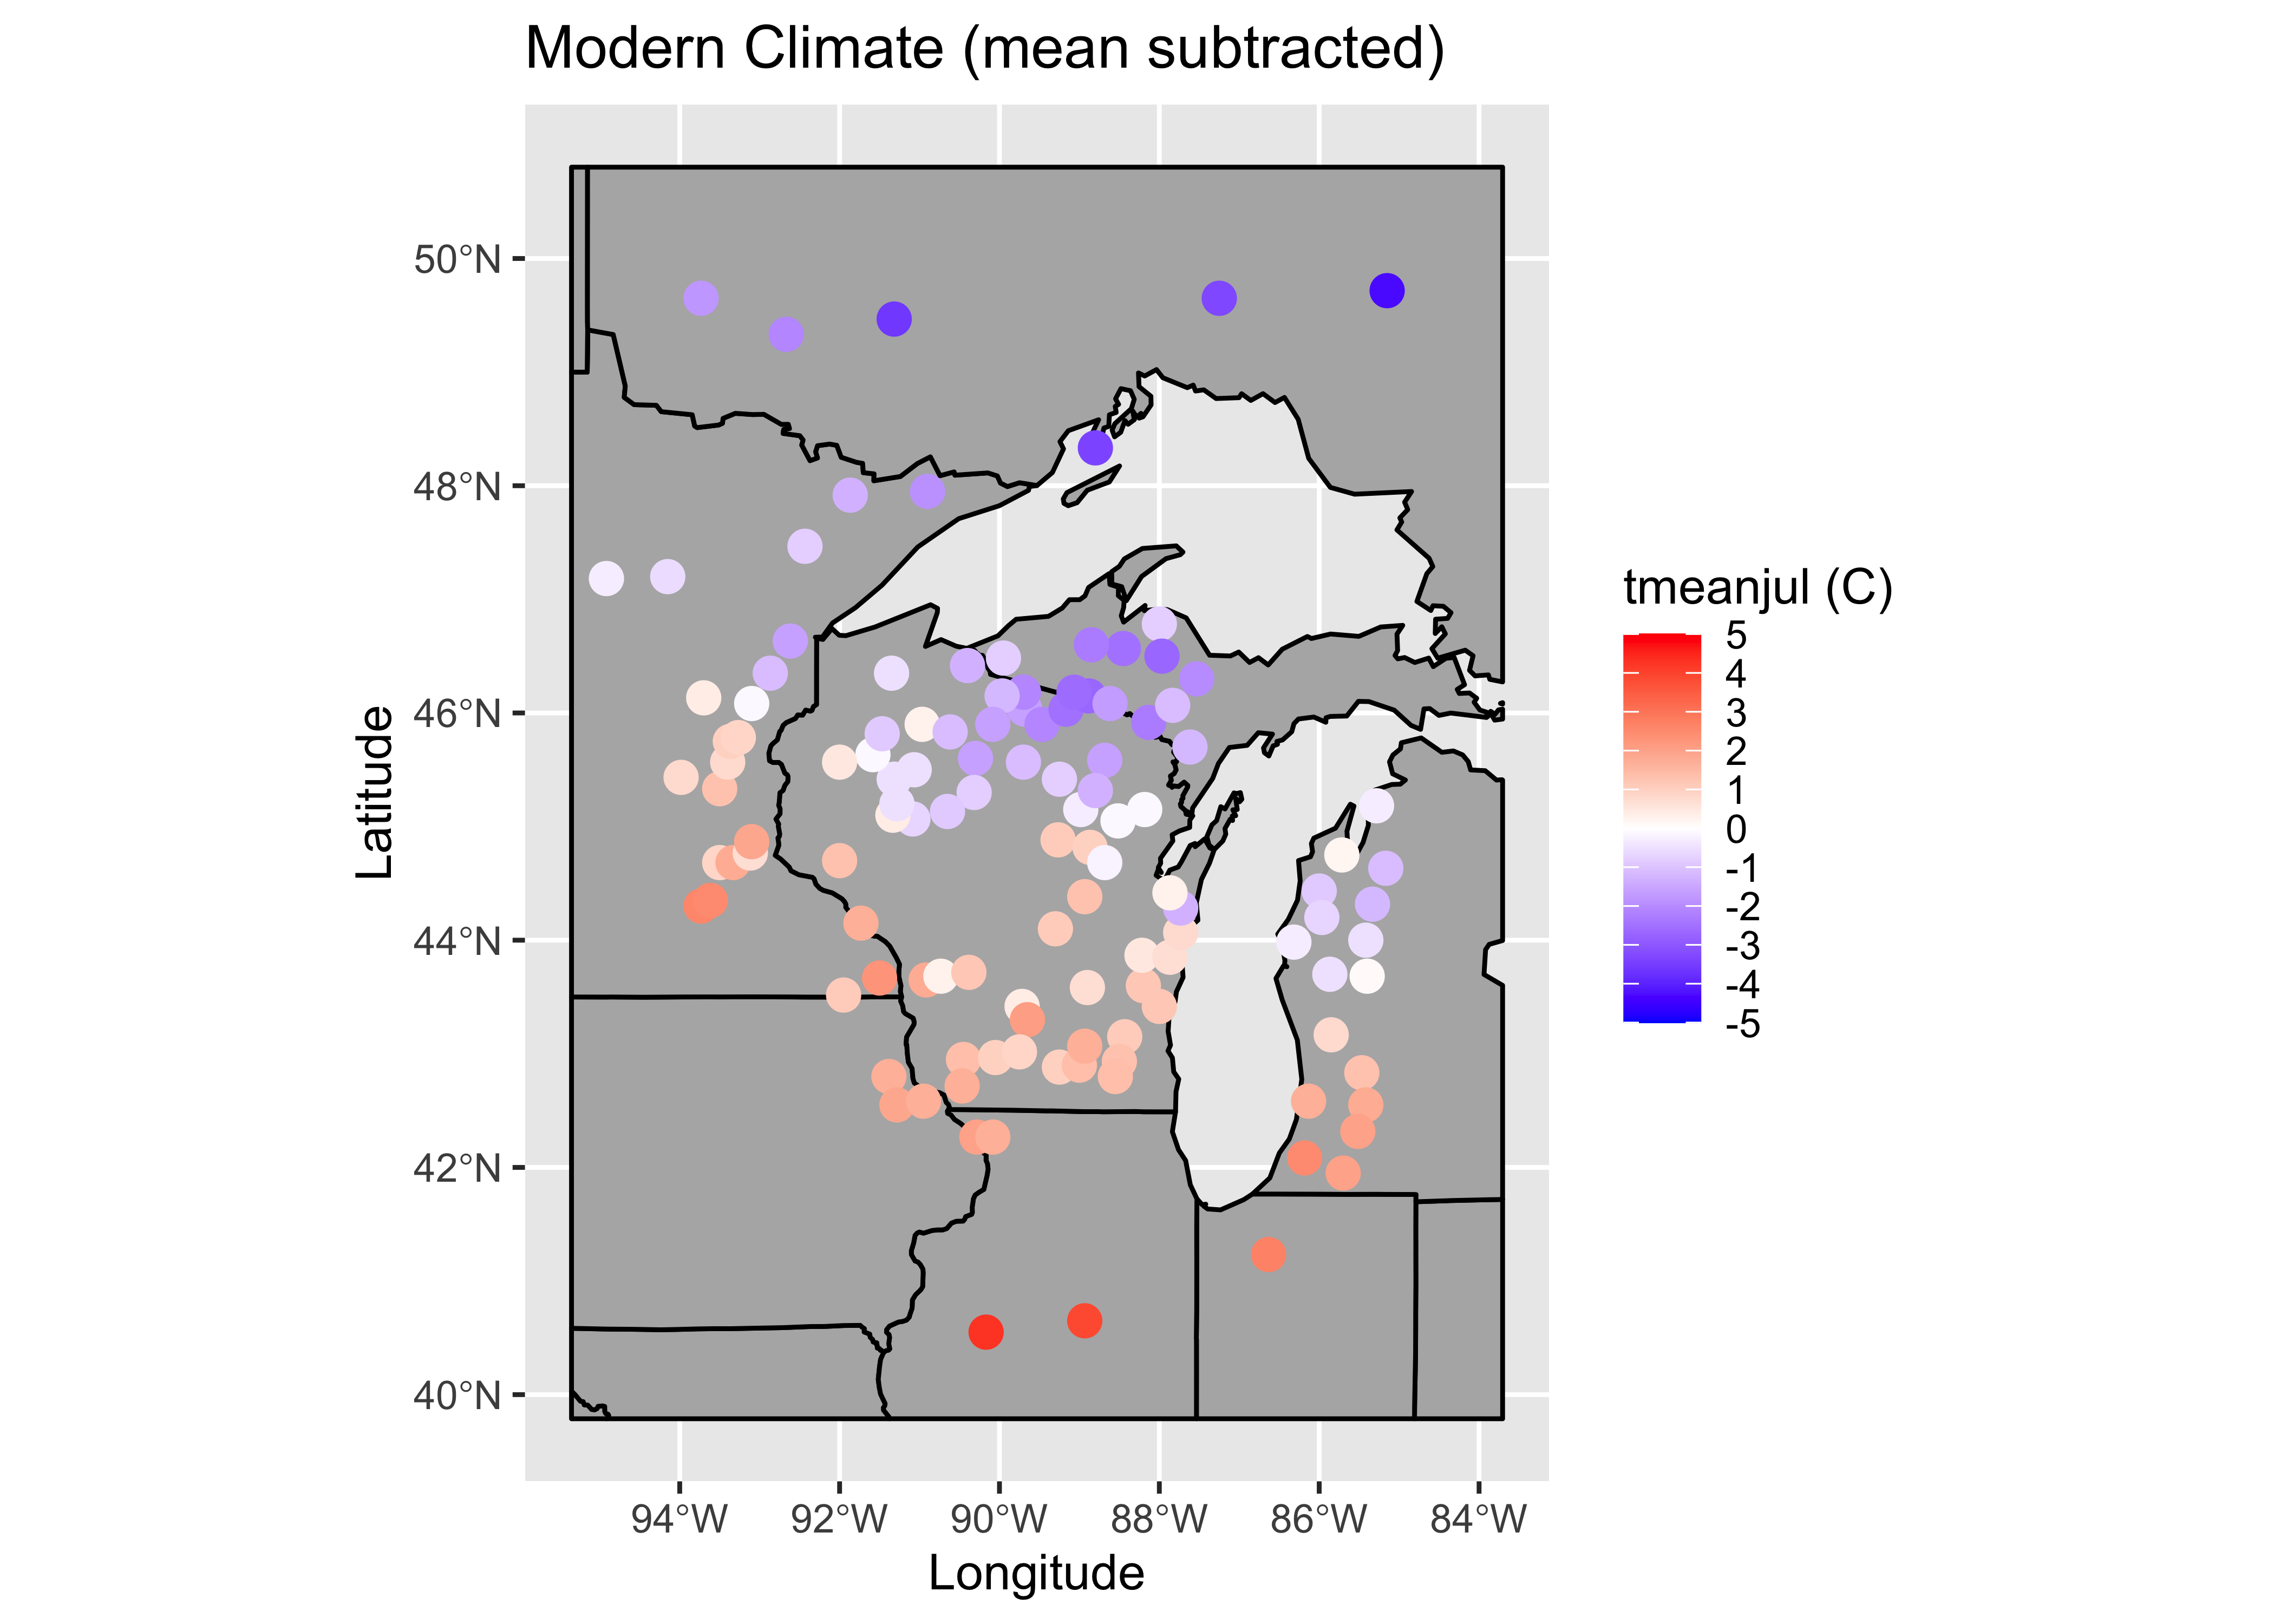 Modern Climate (mean subtracted)
50°N
48°N
46°N
44°N
42°N
40°N
Latitude
94°W 92°W 90°W 88°W 86°W 84°W
Longitude
tmeanjul (C)
5
4
3
2
1
0
-1
-2
-3
-4
-5